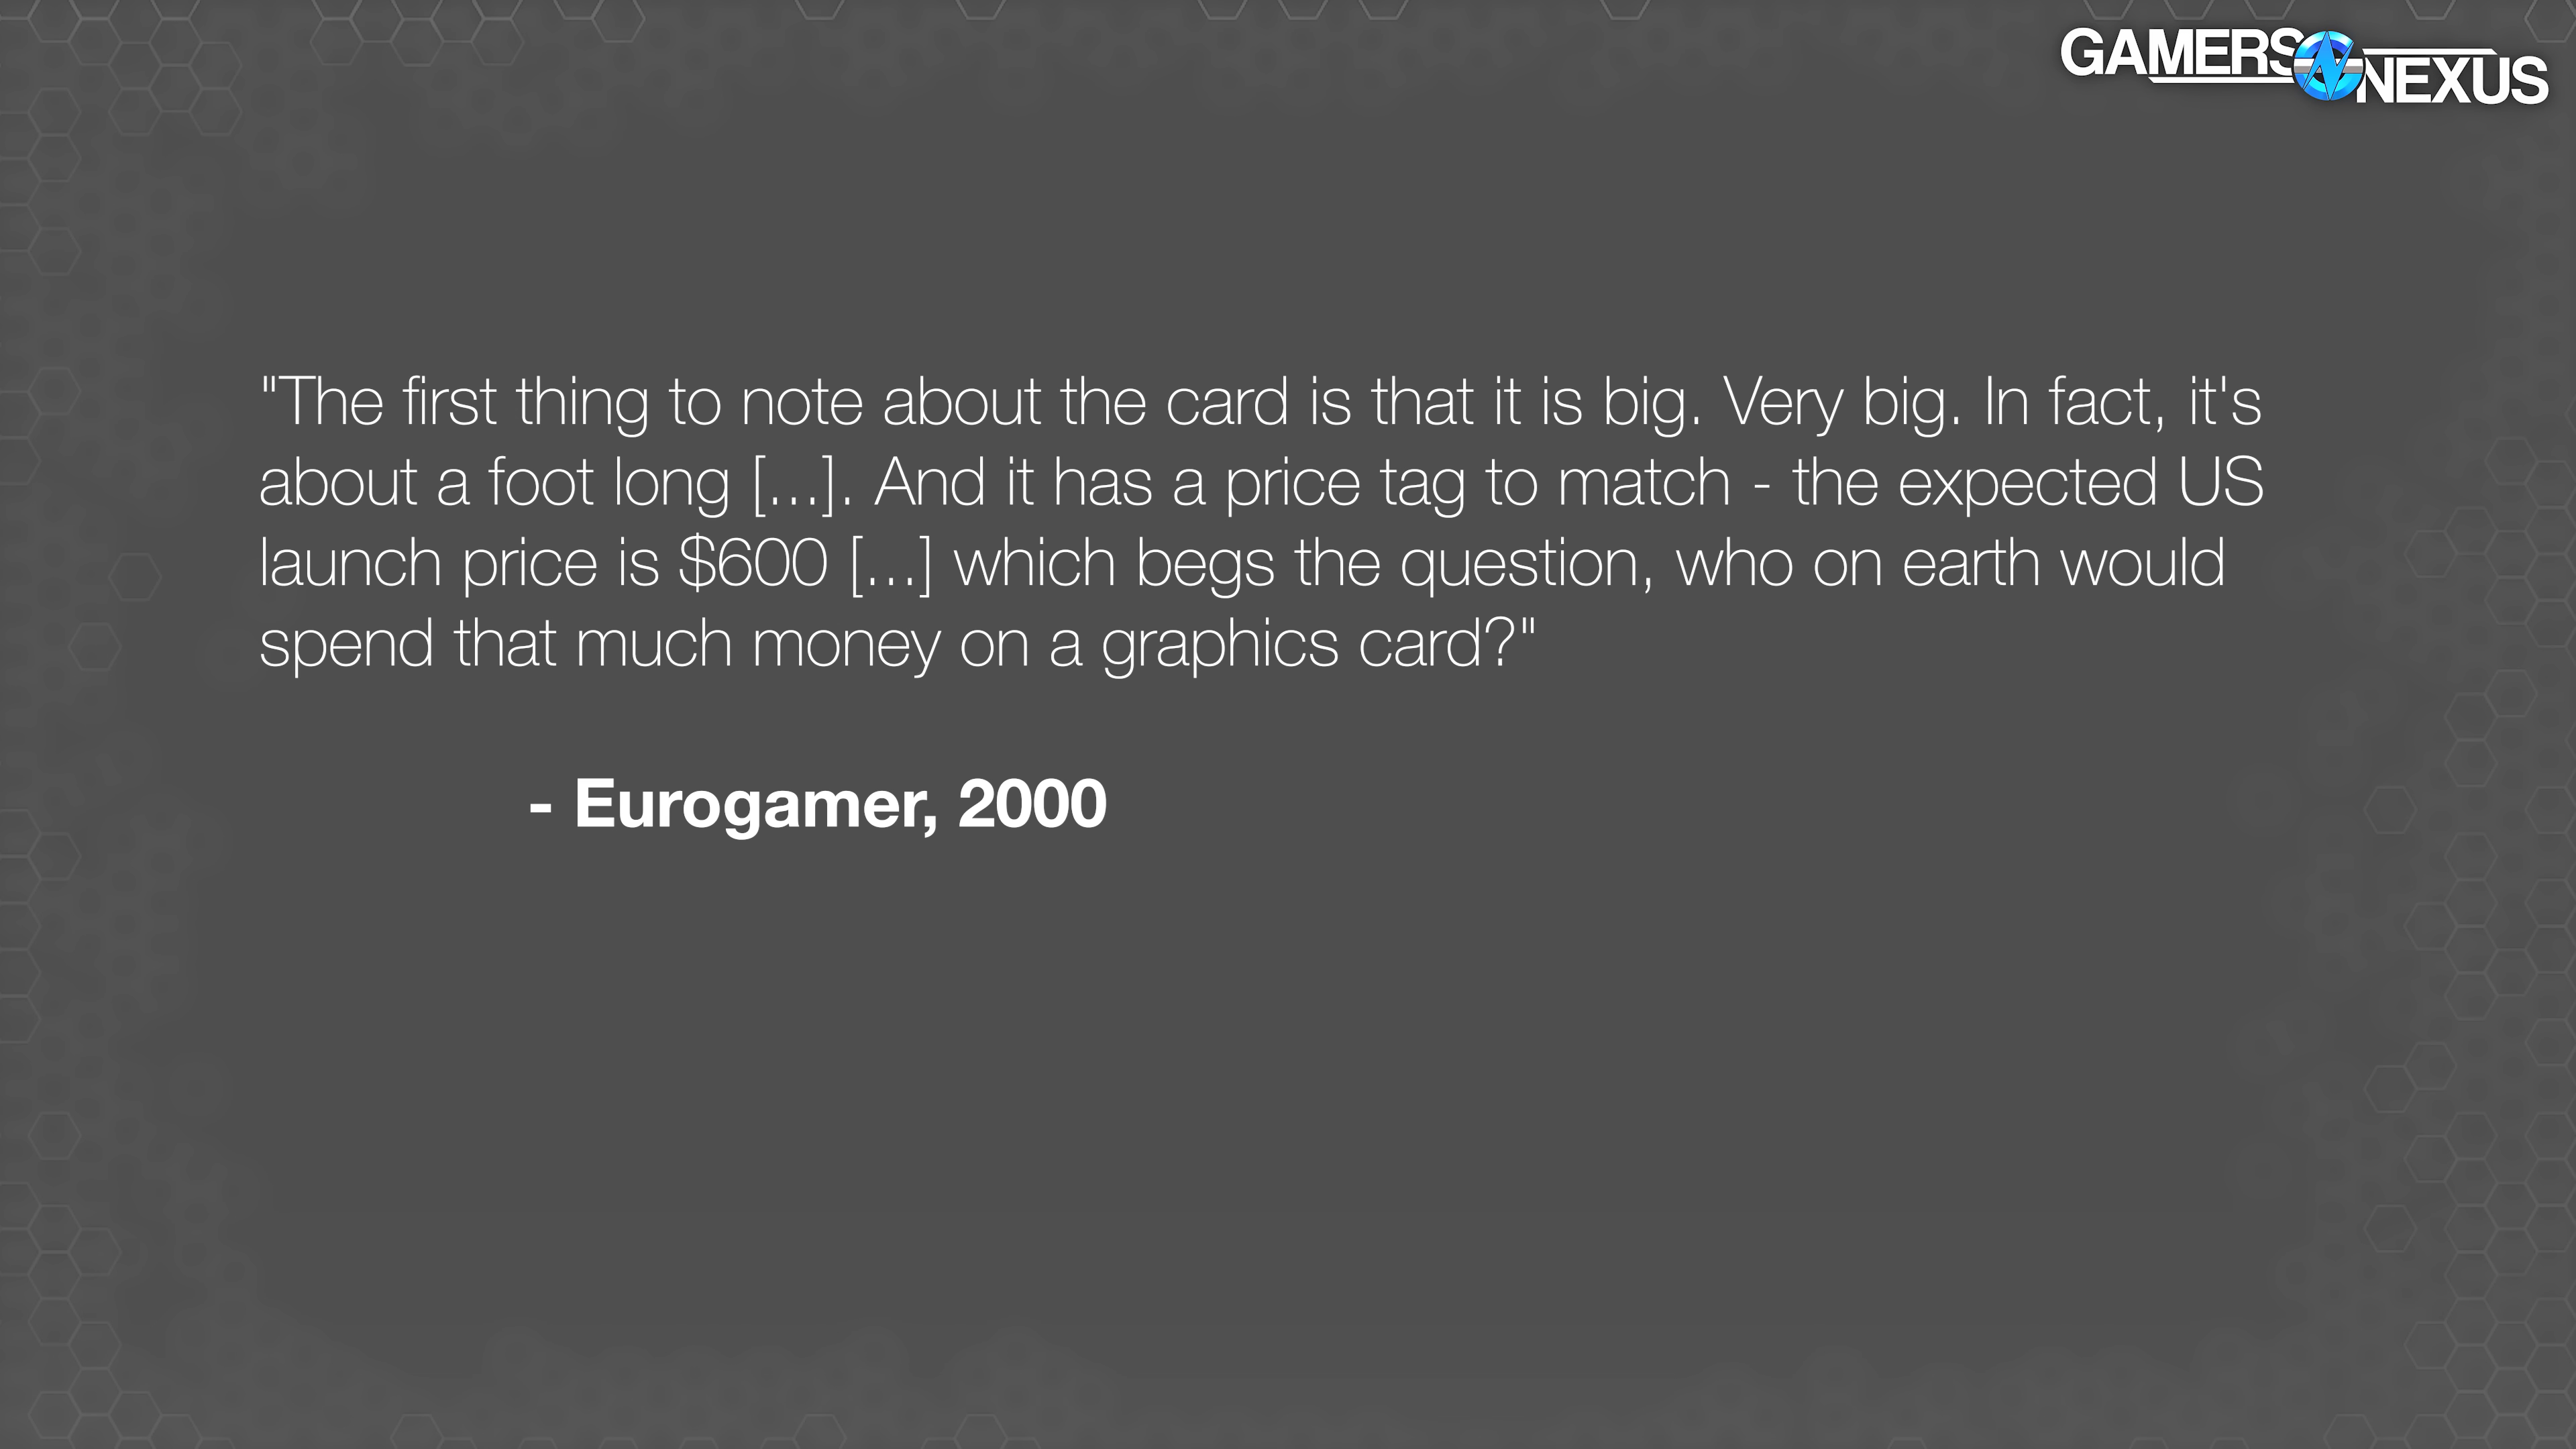 GAMERS NEXUS
"The first thing to note about the card is that it is big. Very big. In fact, it's
about a foot long [...]. And it has a price tag to match - the expected US
launch price is $600 [...] which begs the question, who on earth would
spend that much money on a graphics card?"
- Eurogamer, 2000